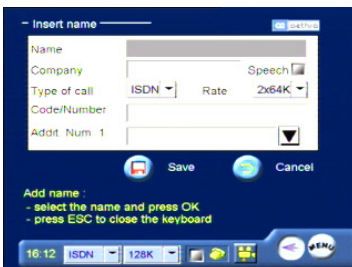 Insert name
aethra
Name
Company Speech
Type of call ISDN Rate 2x64K
Code/Number
Addit. Num 1
Save Cancel
Add name :
- select the name and press OK
- press ESC to close the keyboard
16:12 ISDN 128K MENU